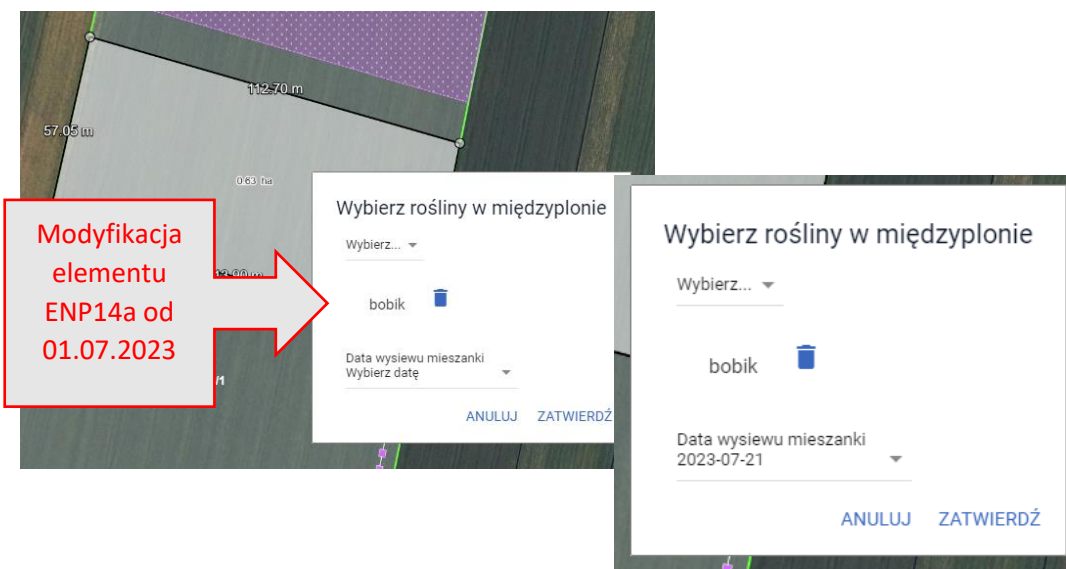 112.70 m
57.05 m
0.63 ha
Modyfikacja
elementu
ENP14a od
01.07.2023
Wybierz rośliny w międzyplonie
Wybierz...
bobik
Data wysiewu mieszanki
Wybierz datę
ANULUJ ZATWIERDŹ
Wybierz rośliny w międzyplonie
Wybierz...
bobik
Data wysiewu mieszanki
2023-07-21
ANULUJ ZATWIERDŹ